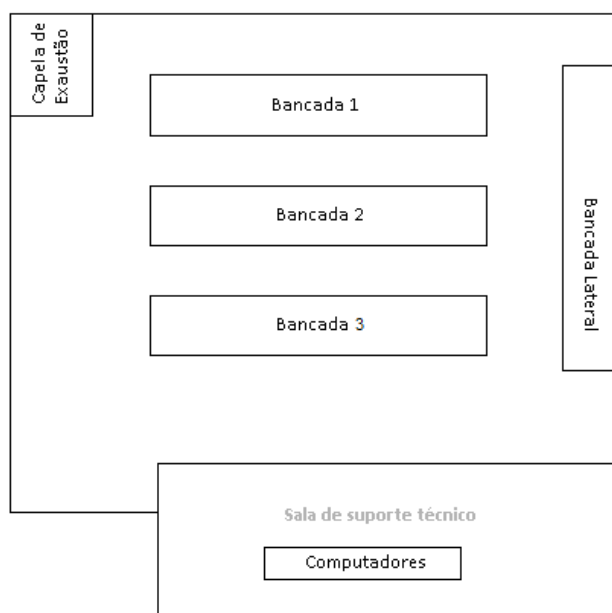 Capela de
Exaustão
Bancada 1
Bancada 2
Bancada 3
Bancada Lateral
Sala de suporte técnico
Computadores